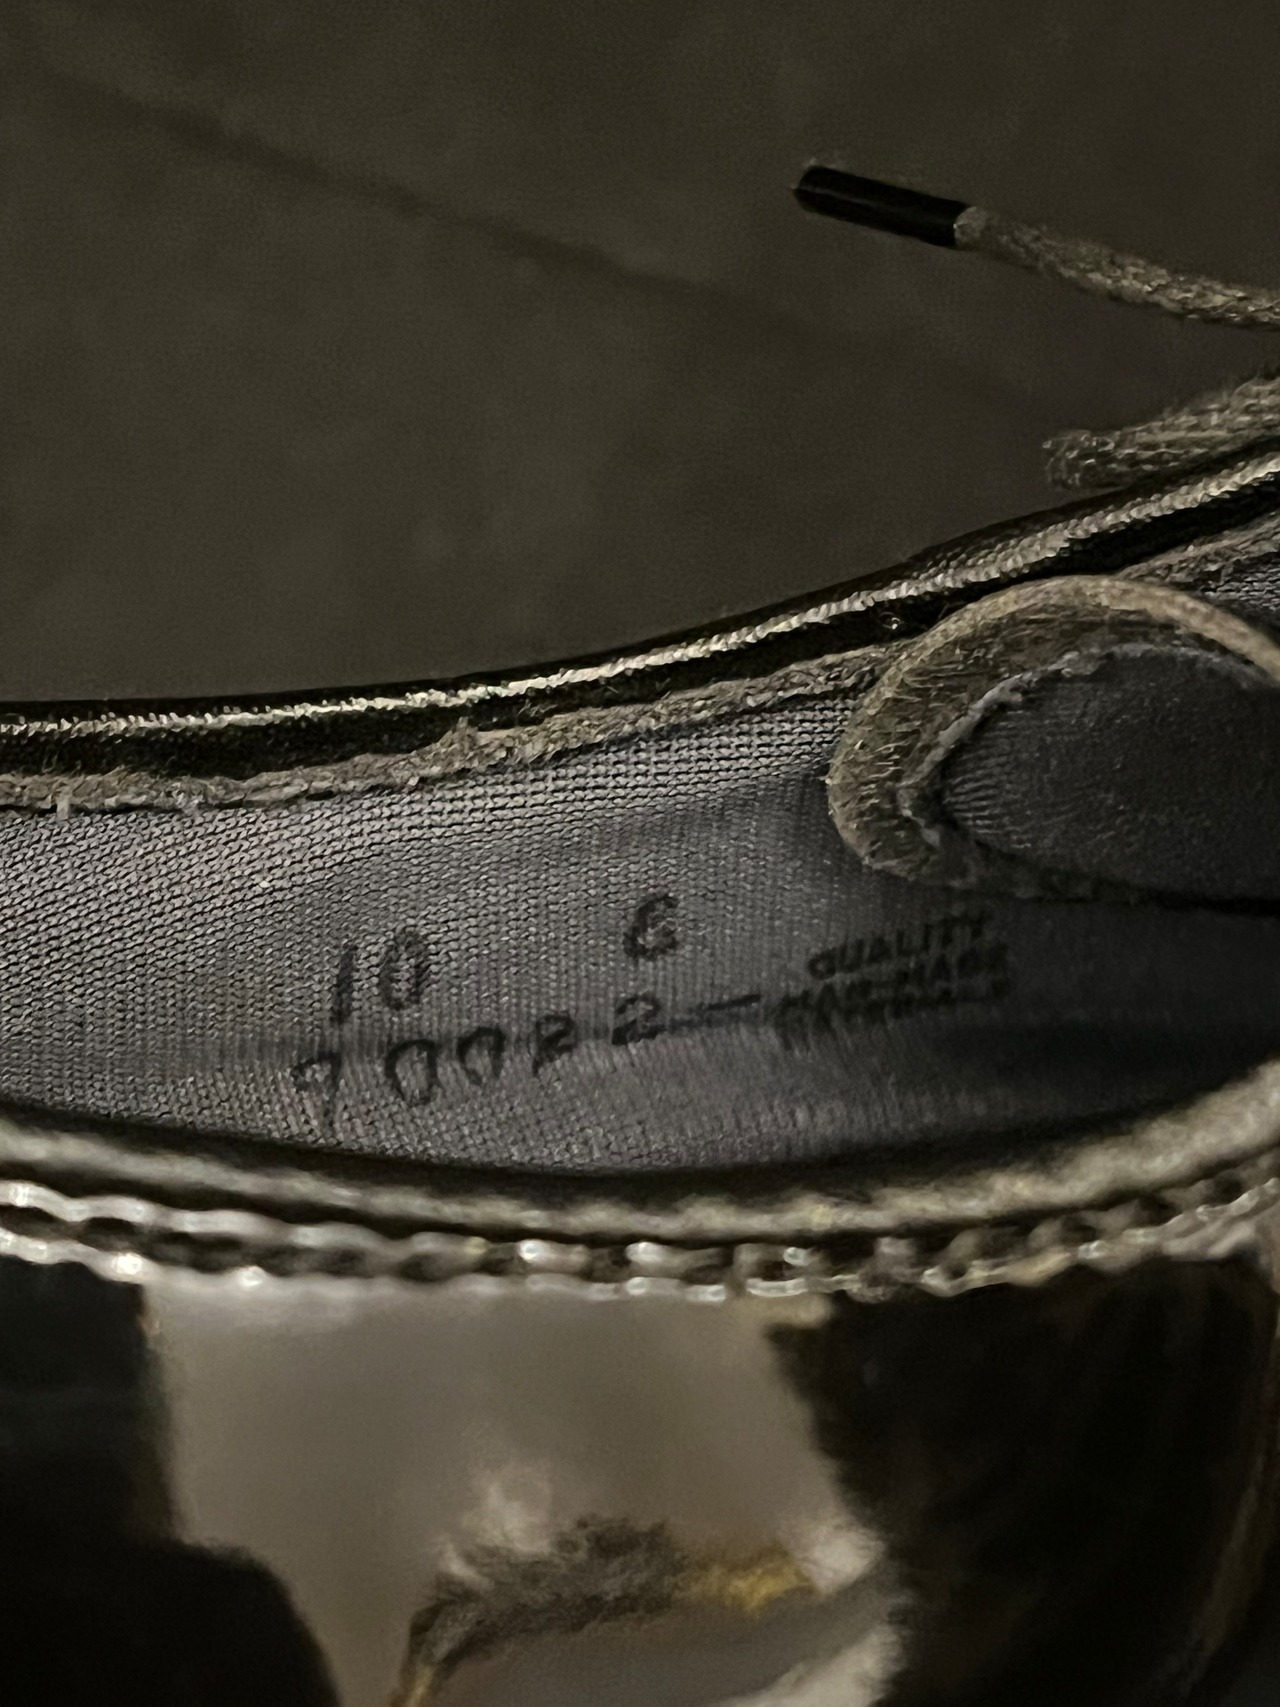 10 E
70022-
QUALITY
MAN-MADE
MATERIALS